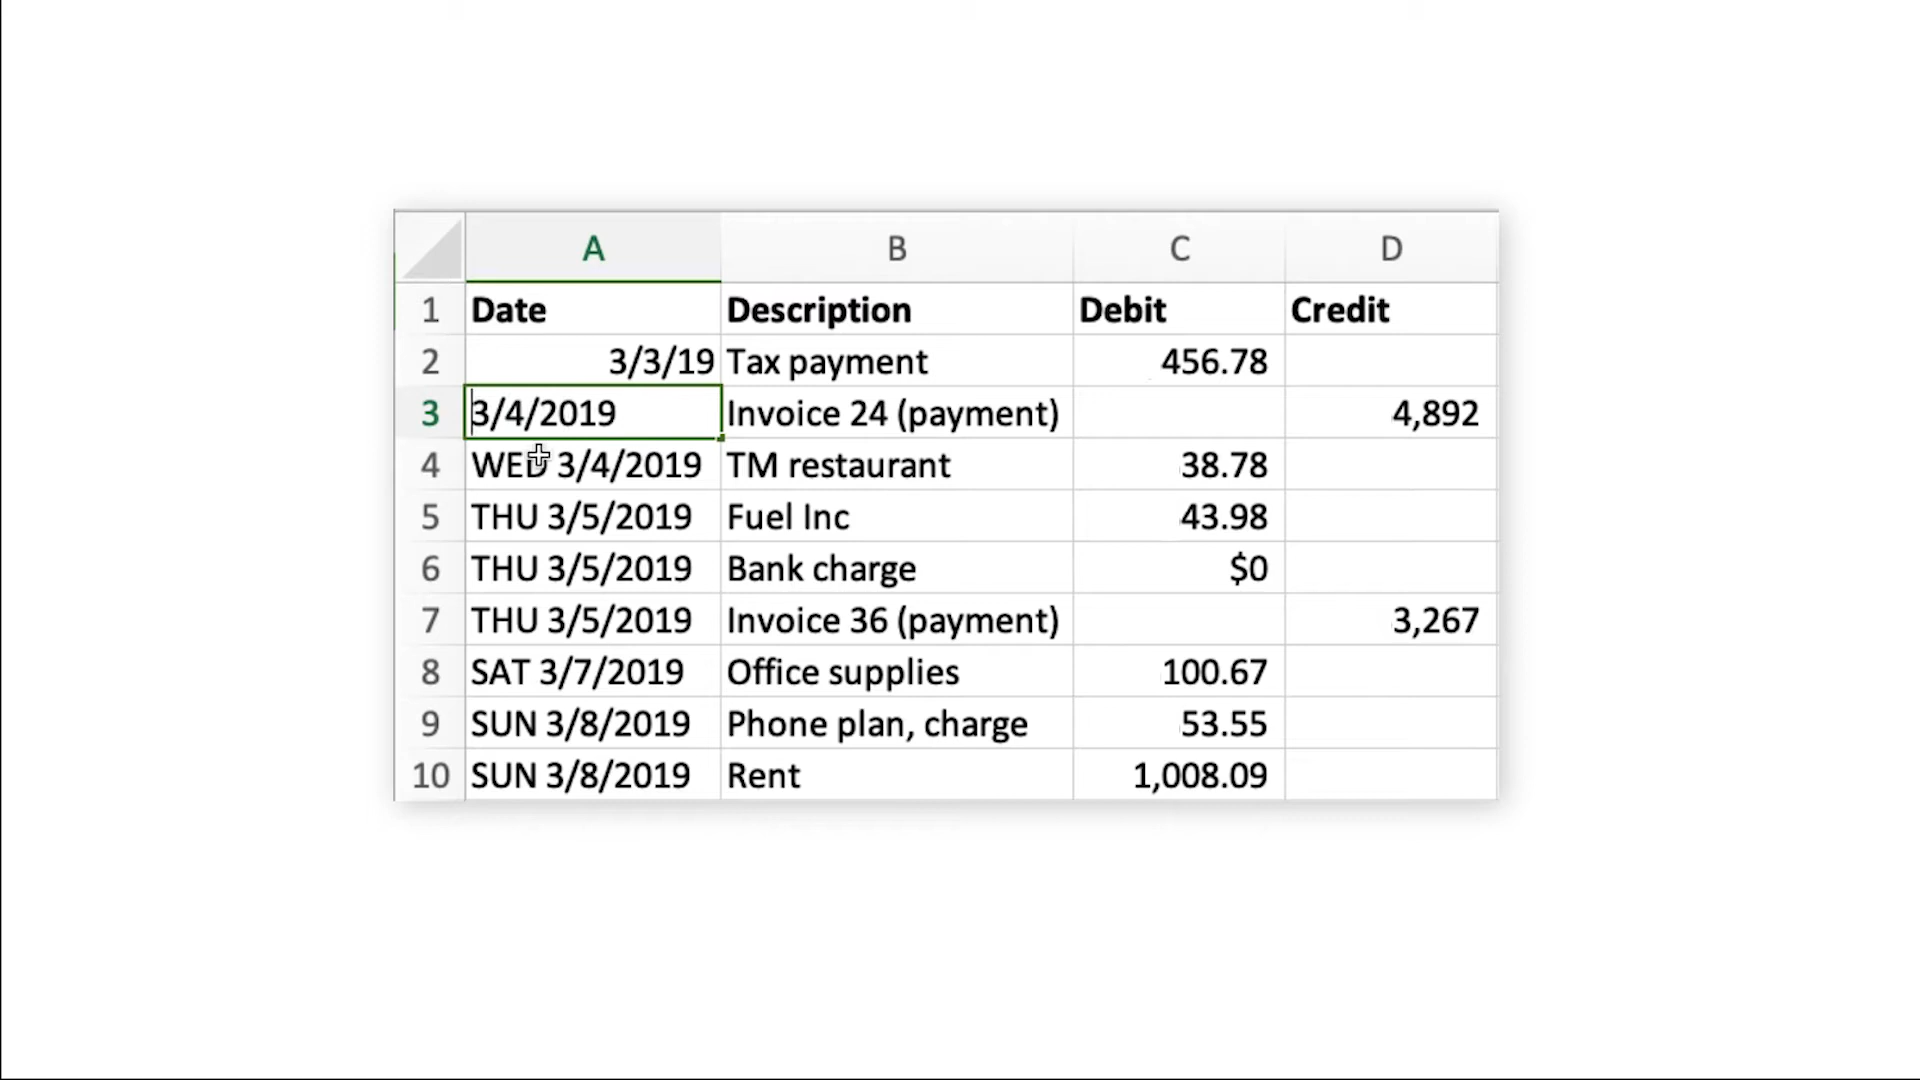 A B C D
1 Date Description Debit Credit
2 3/3/19 Tax payment 456.78
3 3/4/2019 Invoice 24 (payment) 4,892
4 WED 3/4/2019 TM restaurant 38.78
5 THU 3/5/2019 Fuel Inc 43.98
6 THU 3/5/2019 Bank charge $0
7 THU 3/5/2019 Invoice 36 (payment) 3,267
8 SAT 3/7/2019 Office supplies 100.67
9 SUN 3/8/2019 Phone plan, charge 53.55
10 SUN 3/8/2019 Rent 1,008.09